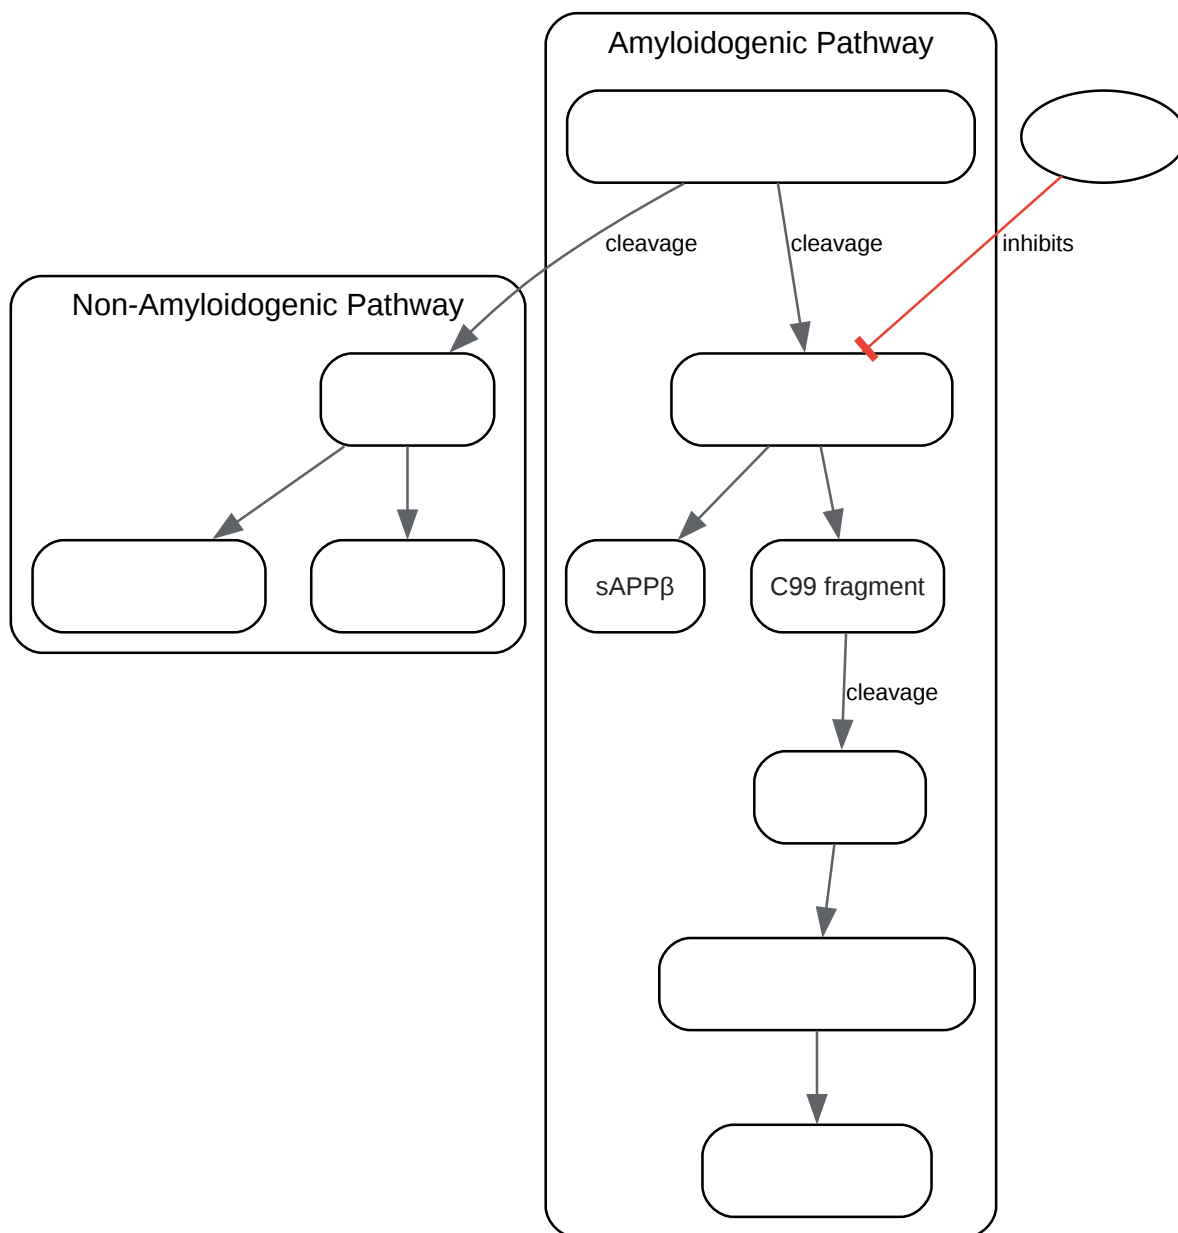 Amyloidogenic Pathway
cleavage
cleavage
inhibits
Non-Amyloidogenic Pathway
sAPPβ
C99 fragment
cleavage